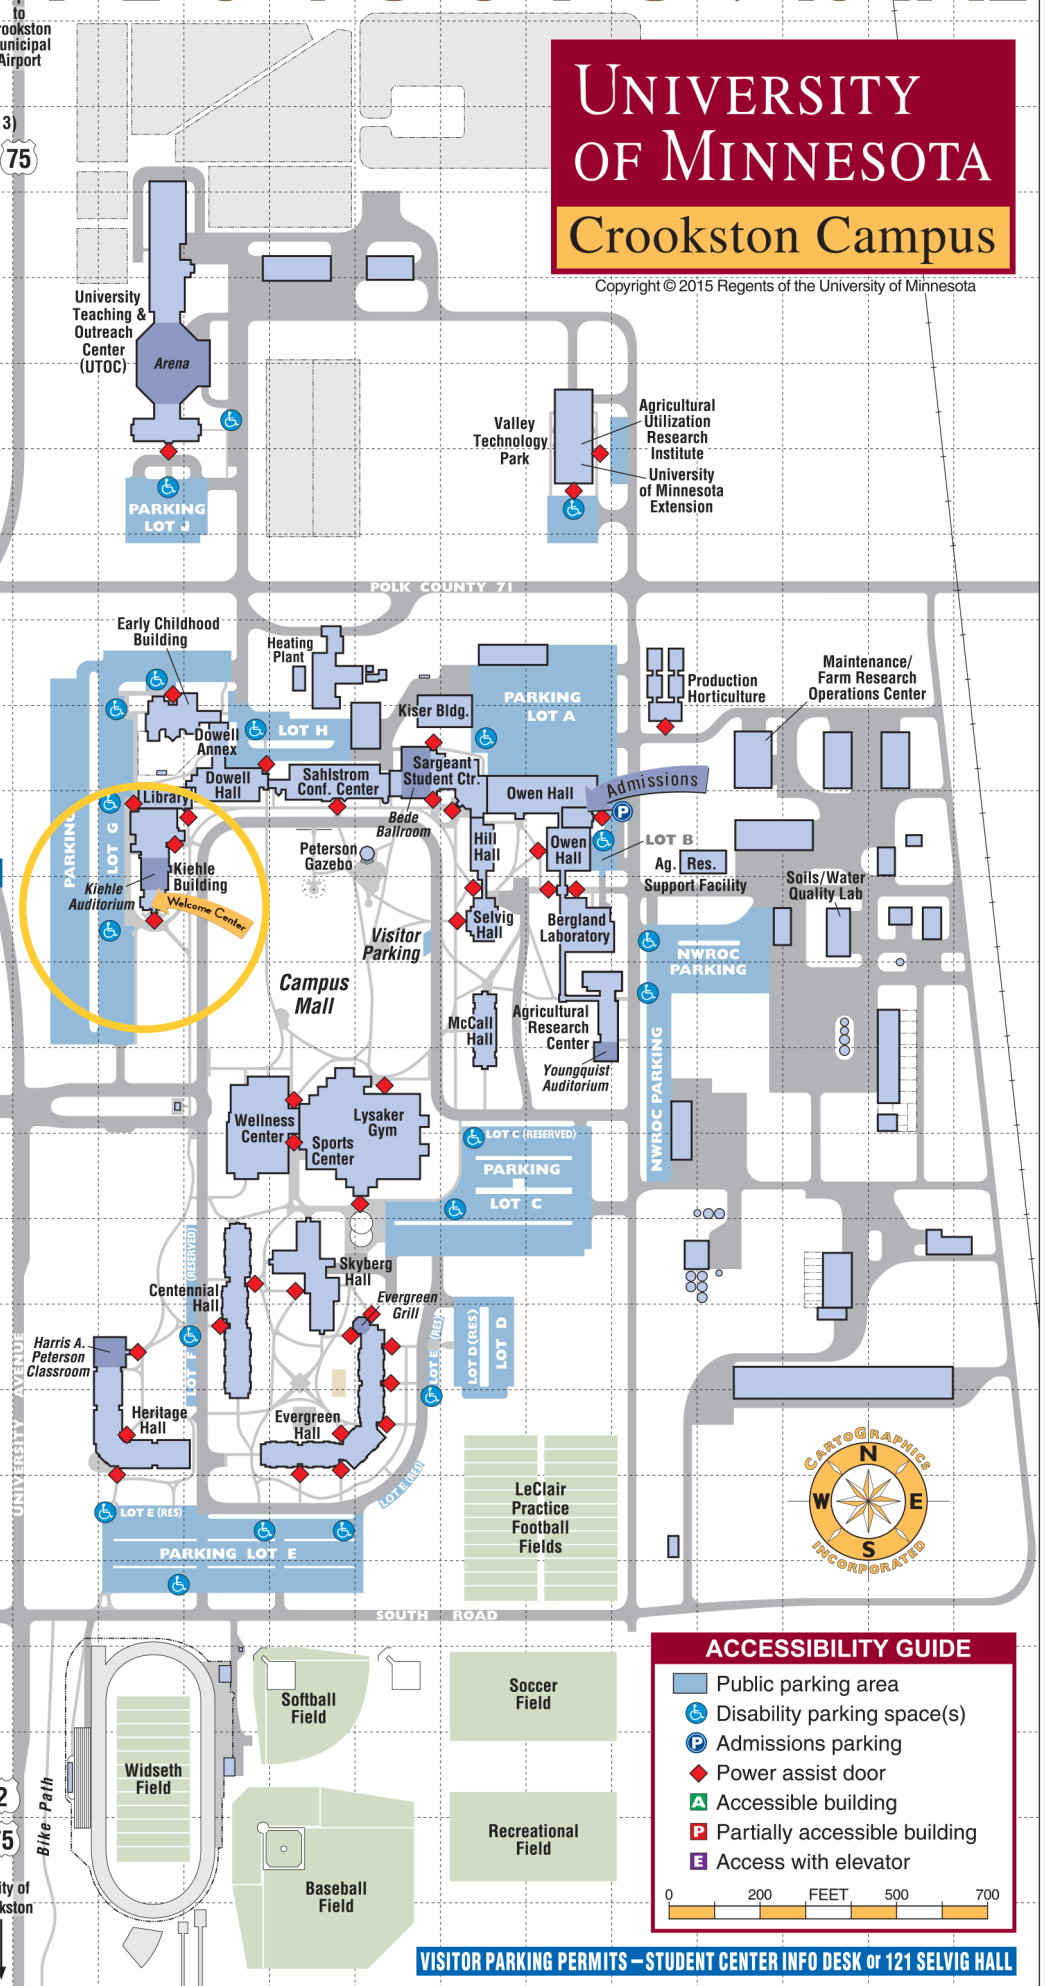 to
Airport
3)
75
UNIVERSITY
OF MINNESOTA
Crookston Campus
Copyright © 2015 Regents of the University of Minnesota
University
Teaching &
Outreach
Center
(UTOC)
Arena
PARKING
LOT J
Valley
Technology
Park
Agricultural
Utilization
Research
Institute
University
of Minnesota
Extension
POLK COUNTY 71
Early Childhood
Building
Heating
Plant
Kiser Bldg.
PARKING
LOT A
Production
Horticulture
Maintenance/
Farm Research
Operations Center
LOT H
Dowell
Annex
Dowell
Hall
Sahlstrom
Conf. Center
Sargeant
Student Ctr.
Bede
Ballroom
Owen Hall
Admissions
P
Library
PARKING
LOT G
Kiehle
Auditorium
Kiehle
Building
Welcome Center
Peterson
Gazebo
Hill
Hall
Owen
Hall
LOT B
Ag. Res.
Support Facility
Soils/Water
Quality Lab
Selvig
Hall
Bergland
Laboratory
Visitor
Parking
NWROC
PARKING
Campus
Mall
McCall
Hall
Agricultural
Research
Center
Youngquist
Auditorium
NWROC PARKING
Wellness
Center
Lysaker
Gym
Sports
Center
LOT C (RESERVED)
PARKING
LOT C
Skyberg
Hall
Centennial
Hall
Evergreen
Grill
LOT F (RESERVED)
LOT E (RES)
LOT D(RES)
LOT D
Harris A.
Peterson
Classroom
Heritage
Hall
Evergreen
Hall
UNIVERSITY AVENUE
LOT E (RES)
LOT E (RES)
PARKING LOT E
LeClair
Practice
Football
Fields
CARTOGRAPHICS
N
W E
S
INCORPORATED
SOUTH ROAD
Softball
Field
Soccer
Field
Widseth
Field
Bike Path
Baseball
Field
Recreational
Field
ACCESSIBILITY GUIDE
Public parking area
Disability parking space(s)
P Admissions parking
Power assist door
A Accessible building
P Partially accessible building
E Access with elevator
0 200 FEET 500 700
VISITOR PARKING PERMITS – STUDENT CENTER INFO DESK or 121 SELVIG HALL